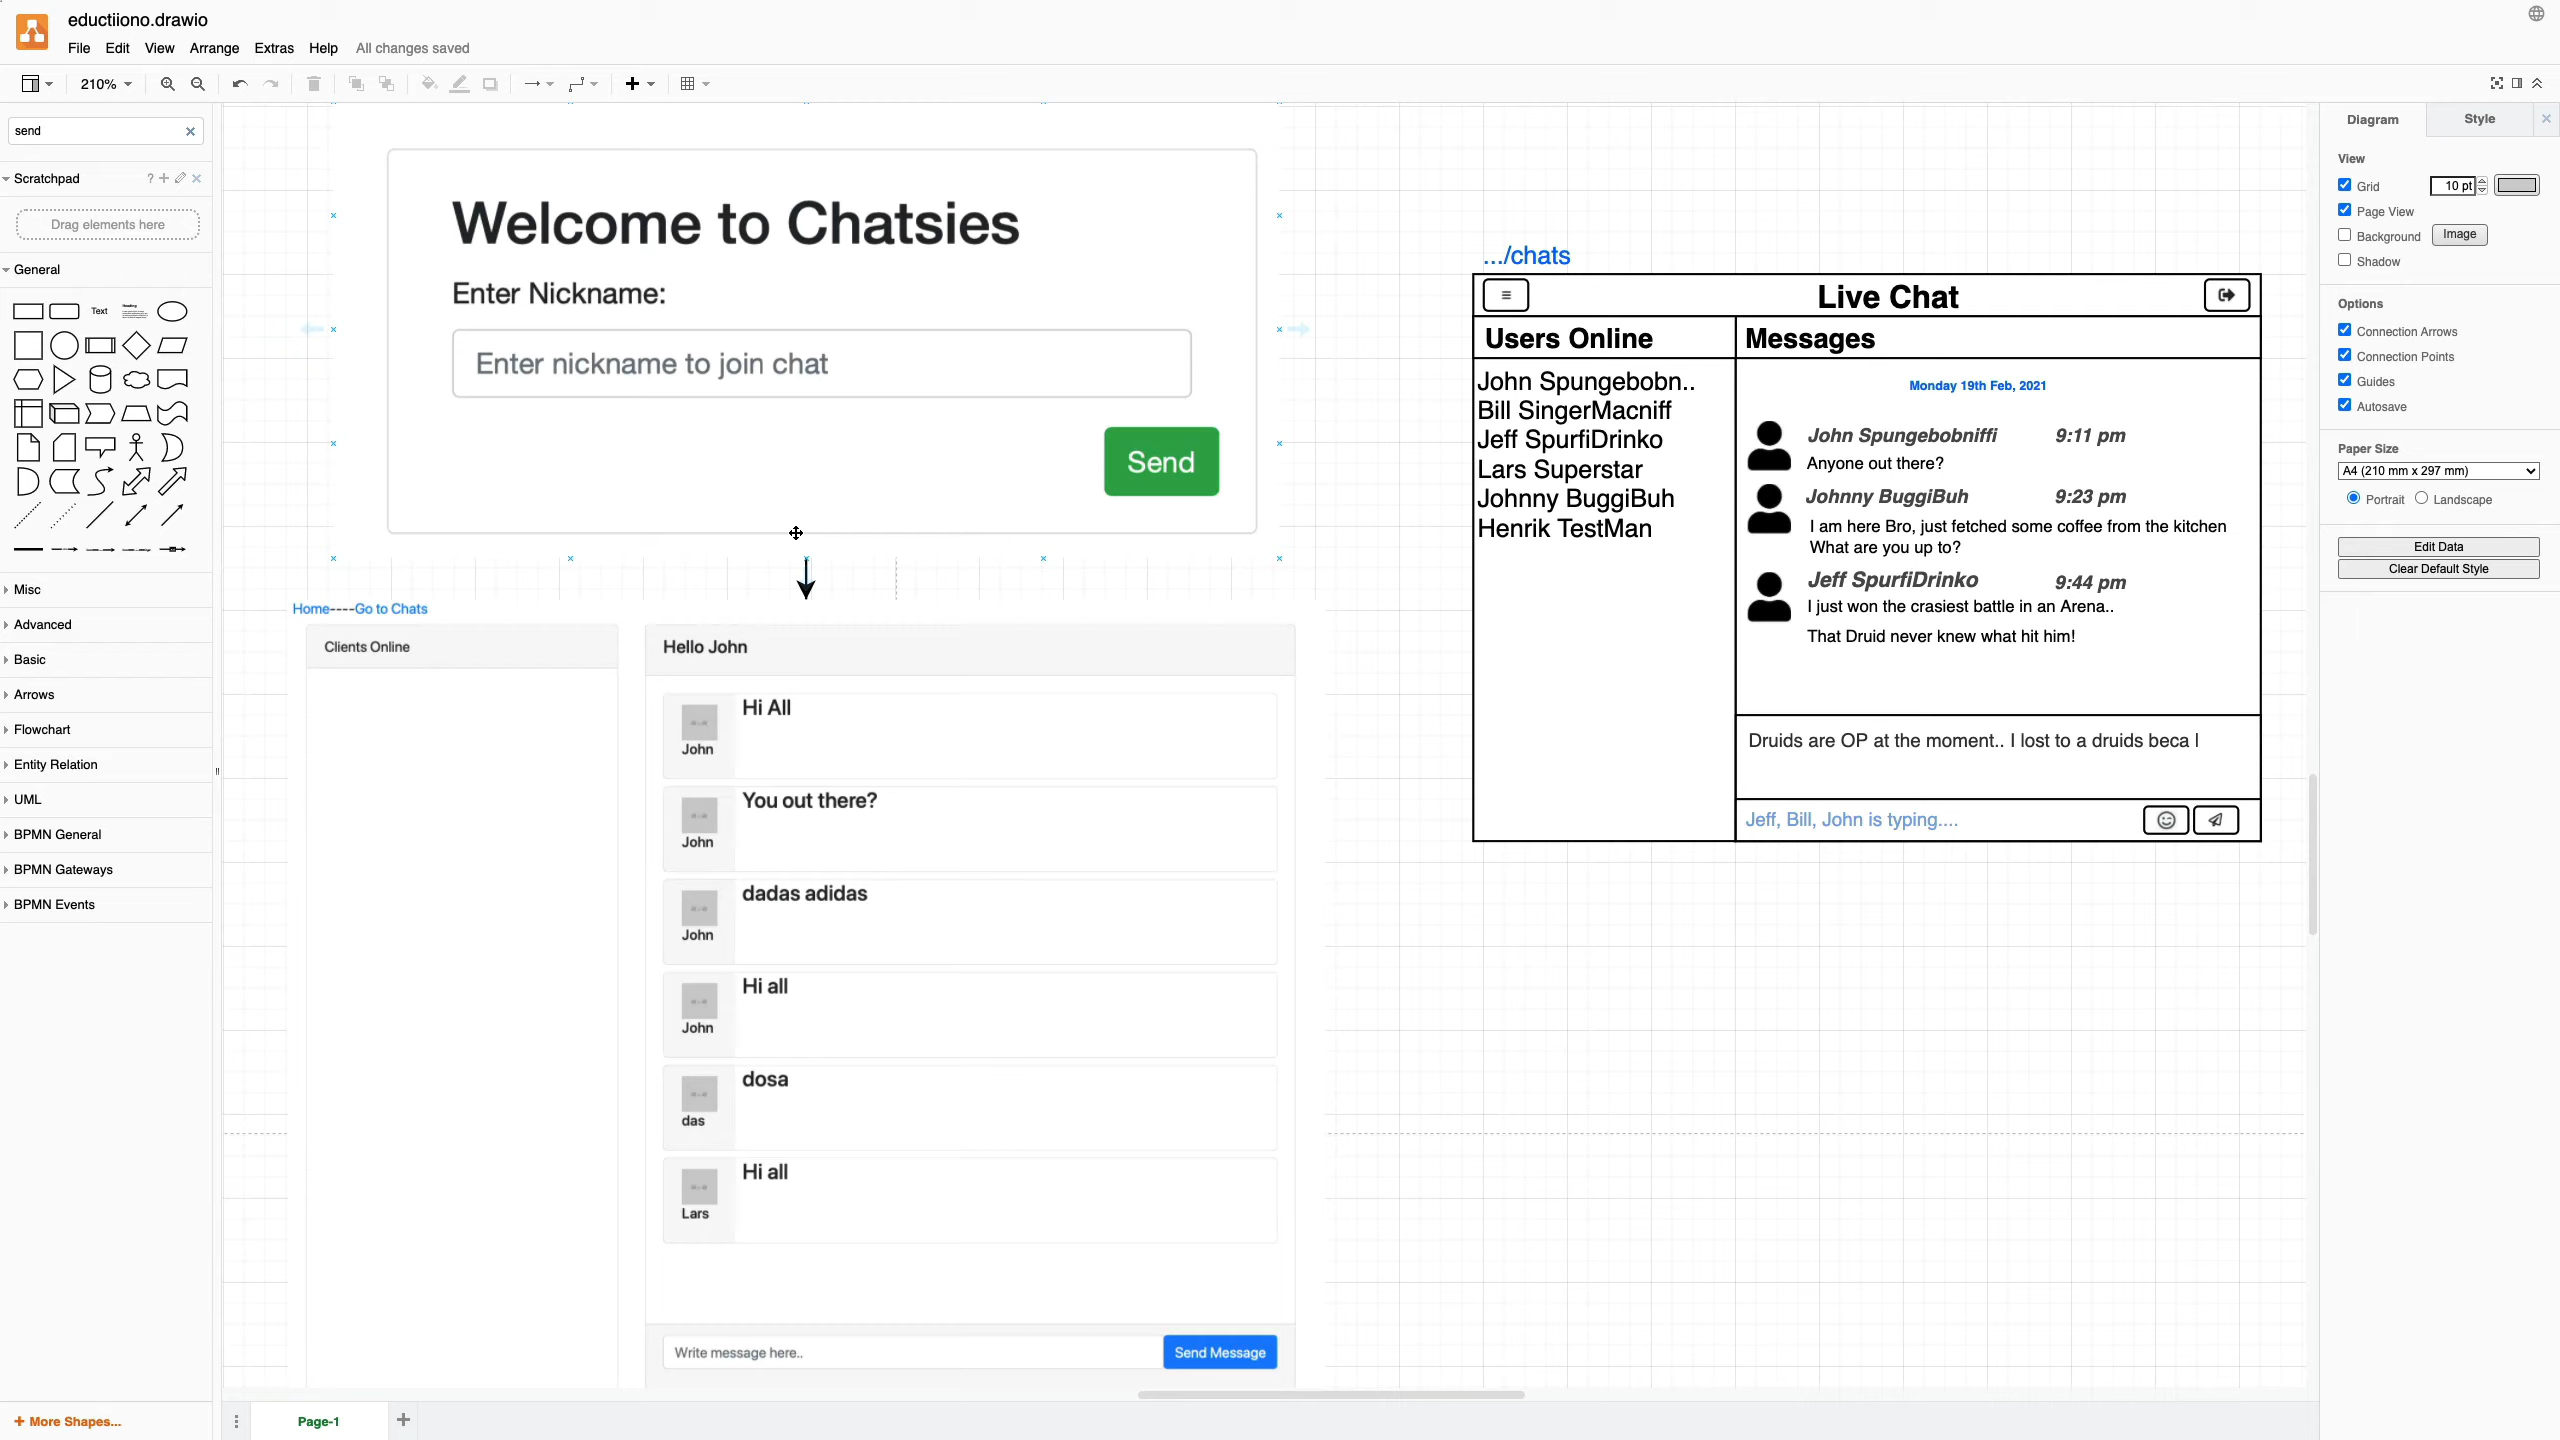 eductiiono.drawio
File Edit View Arrange Extras Help All changes saved
210%
send
Scratchpad
?
Drag elements here
General
Text
Misc
Advanced
Basic
Arrows
Flowchart
Entity Relation
UML
BPMN General
BPMN Gateways
BPMN Events
+ More Shapes...
Page-1
Welcome to Chatsies
Enter Nickname:
Enter nickname to join chat
Send
Home----Go to Chats
Clients Online
Hello John
Hi All
John
You out there?
John
dadas adidas
John
Hi all
John
dosa
das
Hi all
Lars
Write message here..
Send Message
.../chats
Live Chat
Users Online
Messages
John Spungebobn..
Bill SingerMacniff
Jeff SpurfiDrinko
Lars Superstar
Johnny BuggiBuh
Henrik TestMan
Monday 19th Feb, 2021
John Spungebobniffi 9:11 pm
Anyone out there?
Johnny BuggiBuh 9:23 pm
I am here Bro, just fetched some coffee from the kitchen
What are you up to?
Jeff SpurfiDrinko 9:44 pm
I just won the crasiest battle in an Arena..
That Druid never knew what hit him!
Druids are OP at the moment.. I lost to a druids beca l
Jeff, Bill, John is typing....
Diagram
Style
View
Grid
10 pt
Page View
Background
Image
Shadow
Options
Connection Arrows
Connection Points
Guides
Autosave
Paper Size
A4 (210 mm x 297 mm)
Portrait
Landscape
Edit Data
Clear Default Style